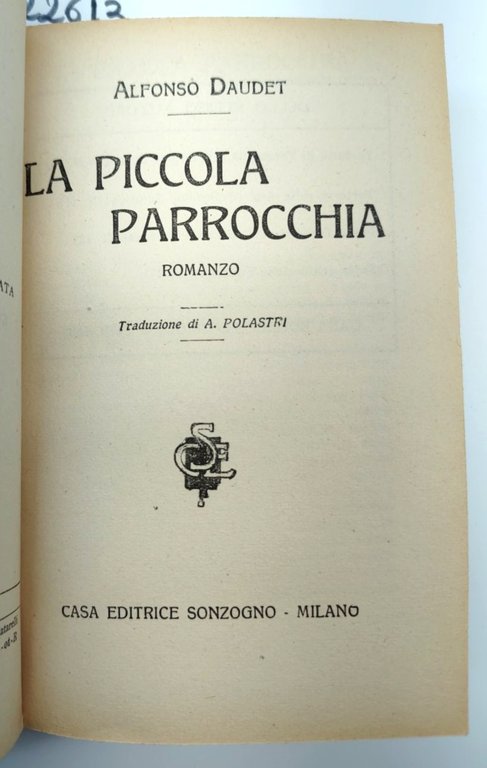 22613
ALFONSO DAUDET
LA PICCOLA
PARROCCHIA
ROMANZO
Traduzione di A. POLASTRI
CASA EDITRICE SONZOGNO - MILANO